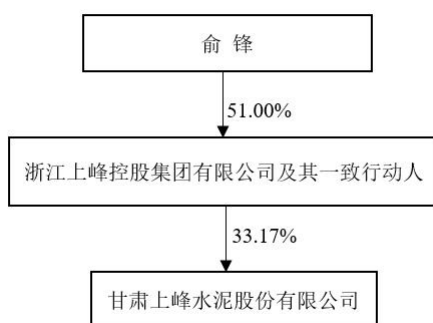 俞 锋
51.00%
浙江上峰控股集团有限公司及其一致行动人
33.17%
甘肃上峰水泥股份有限公司